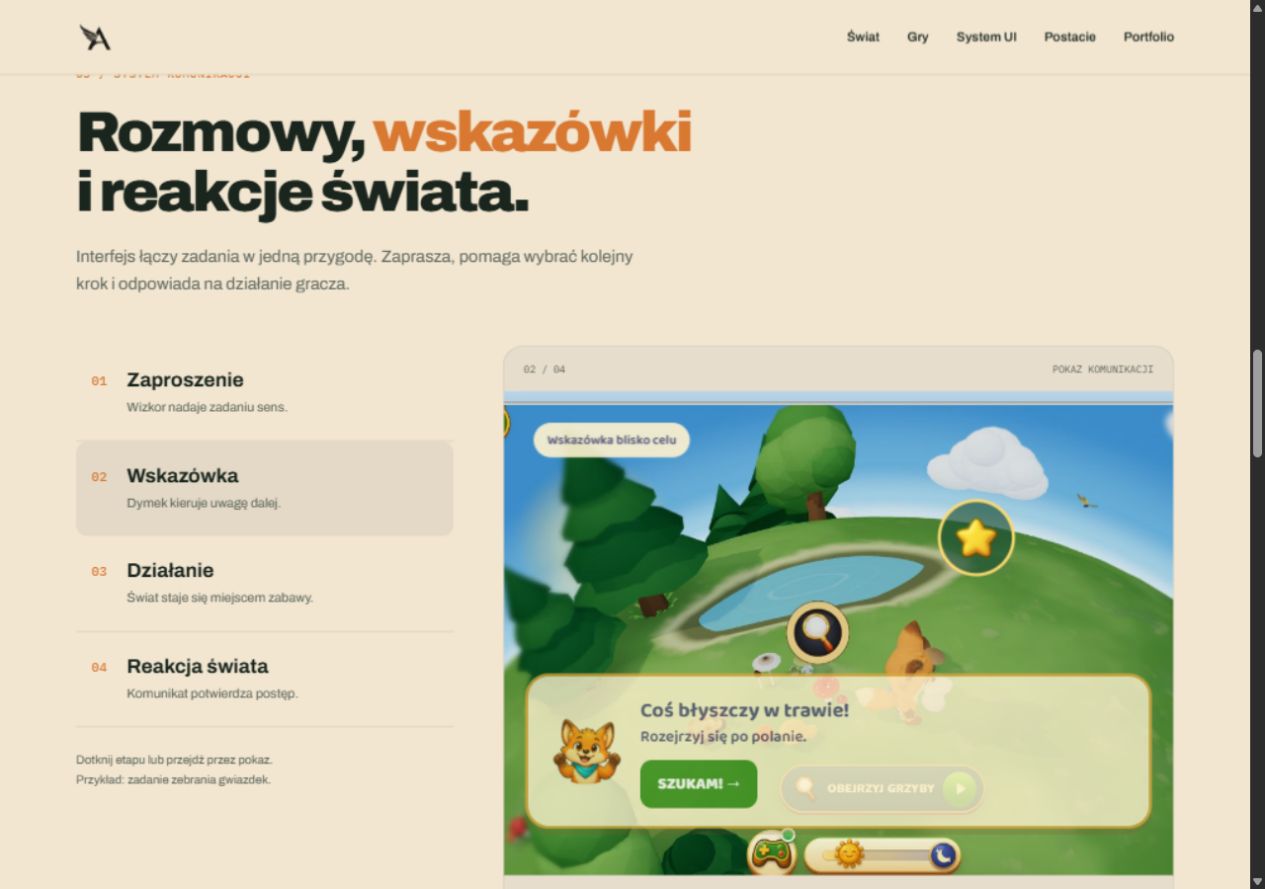 Świat Gry System UI Postacie Portfolio
03 / SYSTEM KOMUNIKACJI
Rozmowy, wskazówki
i reakcje świata.
Interfejs łączy zadania w jedną przygodę. Zaprasza, pomaga wybrać kolejny
krok i odpowiada na działanie gracza.
01 Zaproszenie
Wizkor nadaje zadaniu sens.
02 Wskazówka
Dymek kieruje uwagę dalej.
03 Działanie
Świat staje się miejscem zabawy.
04 Reakcja świata
Komunikat potwierdza postęp.
Dotknij etapu lub przejdź przez pokaz.
Przykład: zadanie zebrania gwiazdek.
02 / 04 POKAZ KOMUNIKACJI
Wskazówka blisko celu
Coś błyszczy w trawie!
Rozejrzyj się po polanie.
SZUKAM! →
OBEJRZYJ GRZYBY